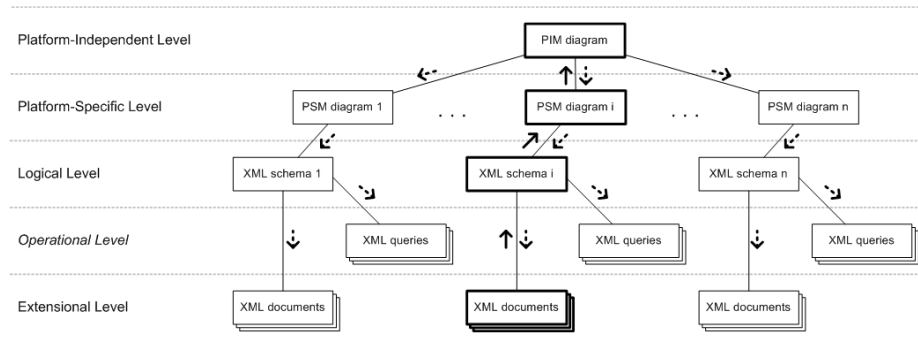 Platform-Independent Level
PIM diagram
Platform-Specific Level
PSM diagram 1
. . .
PSM diagram i
. . .
PSM diagram n
Logical Level
XML schema 1
XML schema i
XML schema n
Operational Level
XML queries
XML queries
XML queries
Extensional Level
XML documents
XML documents
XML documents